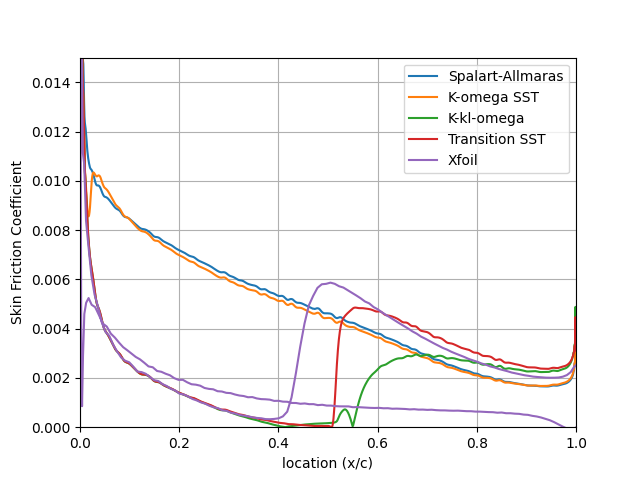 0.014
0.012
0.010
0.008
0.006
0.004
0.002
0.000
Skin Friction Coefficient
Spalart-Allmaras
K-omega SST
K-kl-omega
Transition SST
Xfoil
0.0 0.2 0.4 0.6 0.8 1.0
location (x/c)